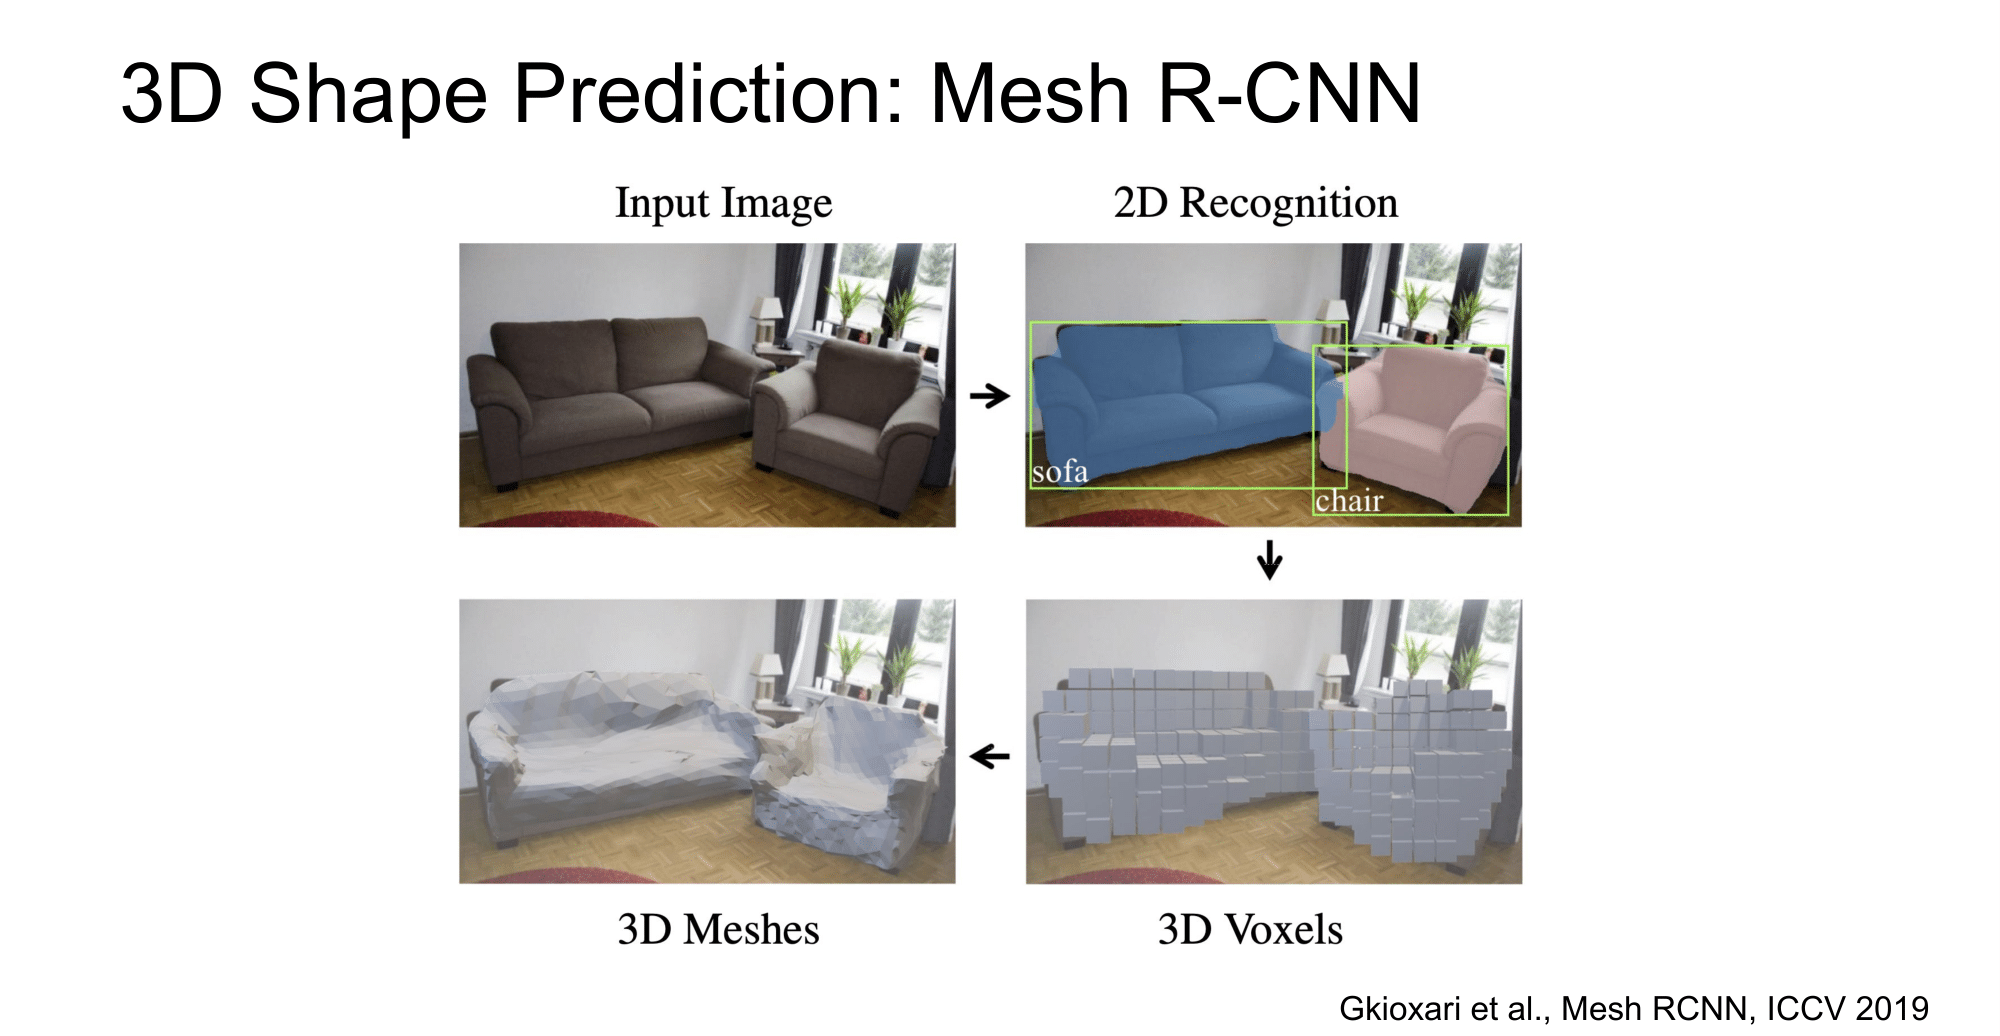 3D Shape Prediction: Mesh R-CNN
Input Image
2D Recognition
sofa
chair
3D Meshes
3D Voxels
Gkioxari et al., Mesh RCNN, ICCV 2019